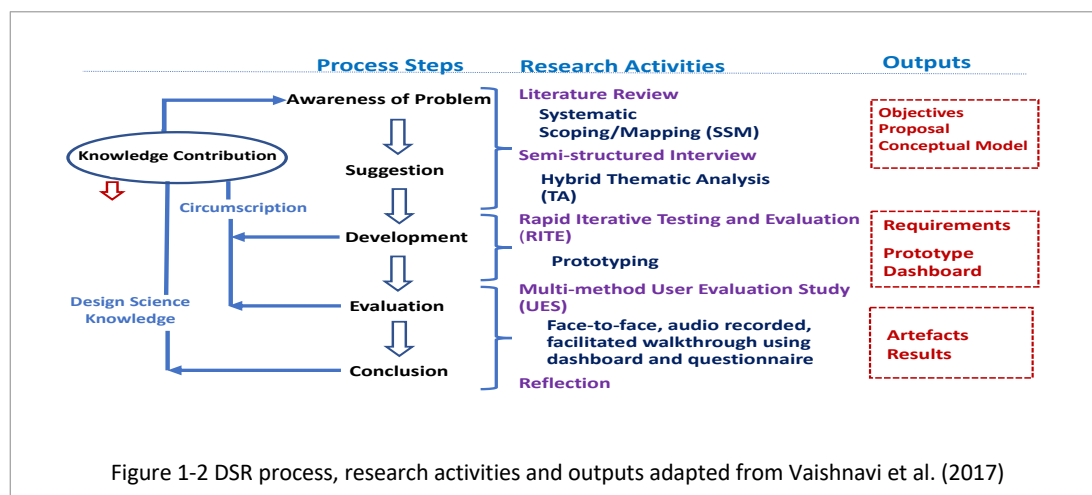 Process Steps
Research Activities
Outputs
Knowledge Contribution
Circumscription
Design Science
Knowledge
Awareness of Problem
Suggestion
Development
Evaluation
Conclusion
Literature Review
Systematic
Scoping/Mapping (SSM)
Semi-structured Interview
Hybrid Thematic Analysis
(TA)
Rapid Iterative Testing and Evaluation
(RITE)
Prototyping
Multi-method User Evaluation Study
(UES)
Face-to-face, audio recorded,
facilitated walkthrough using
dashboard and questionnaire
Reflection
Objectives
Proposal
Conceptual Model
Requirements
Prototype
Dashboard
Artefacts
Results
Figure 1-2 DSR process, research activities and outputs adapted from Vaishnavi et al. (2017)